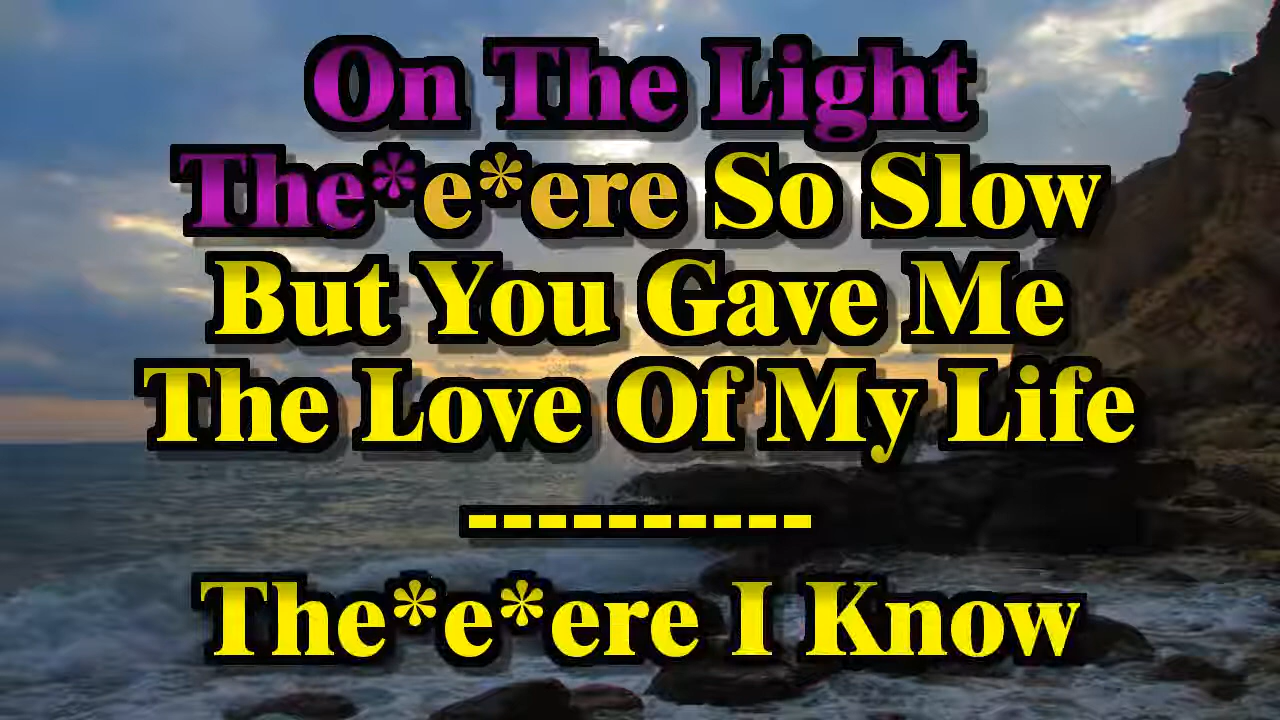 On The Light
The*e*ere So Slow
But You Gave Me
The Love Of My Life
----------
The*e*ere I Know